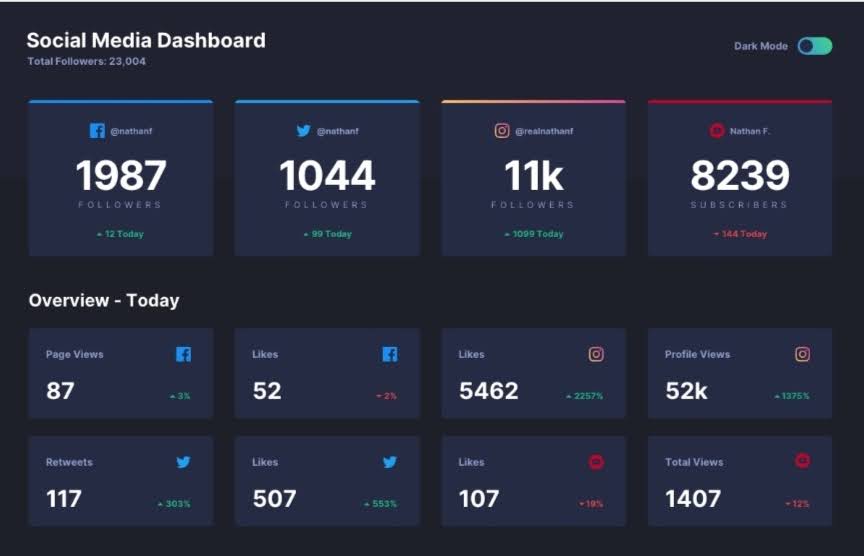 Social Media Dashboard
Total Followers: 23,004
Dark Mode
@nathanf
1987
FOLLOWERS
12 Today
@nathanf
1044
FOLLOWERS
99 Today
@realnathanf
11k
FOLLOWERS
1099 Today
Nathan F.
8239
SUBSCRIBERS
144 Today
Overview - Today
Page Views
87
3%
Likes
52
2%
Likes
5462
2257%
Profile Views
52k
1375%
Retweets
117
303%
Likes
507
553%
Likes
107
19%
Total Views
1407
12%